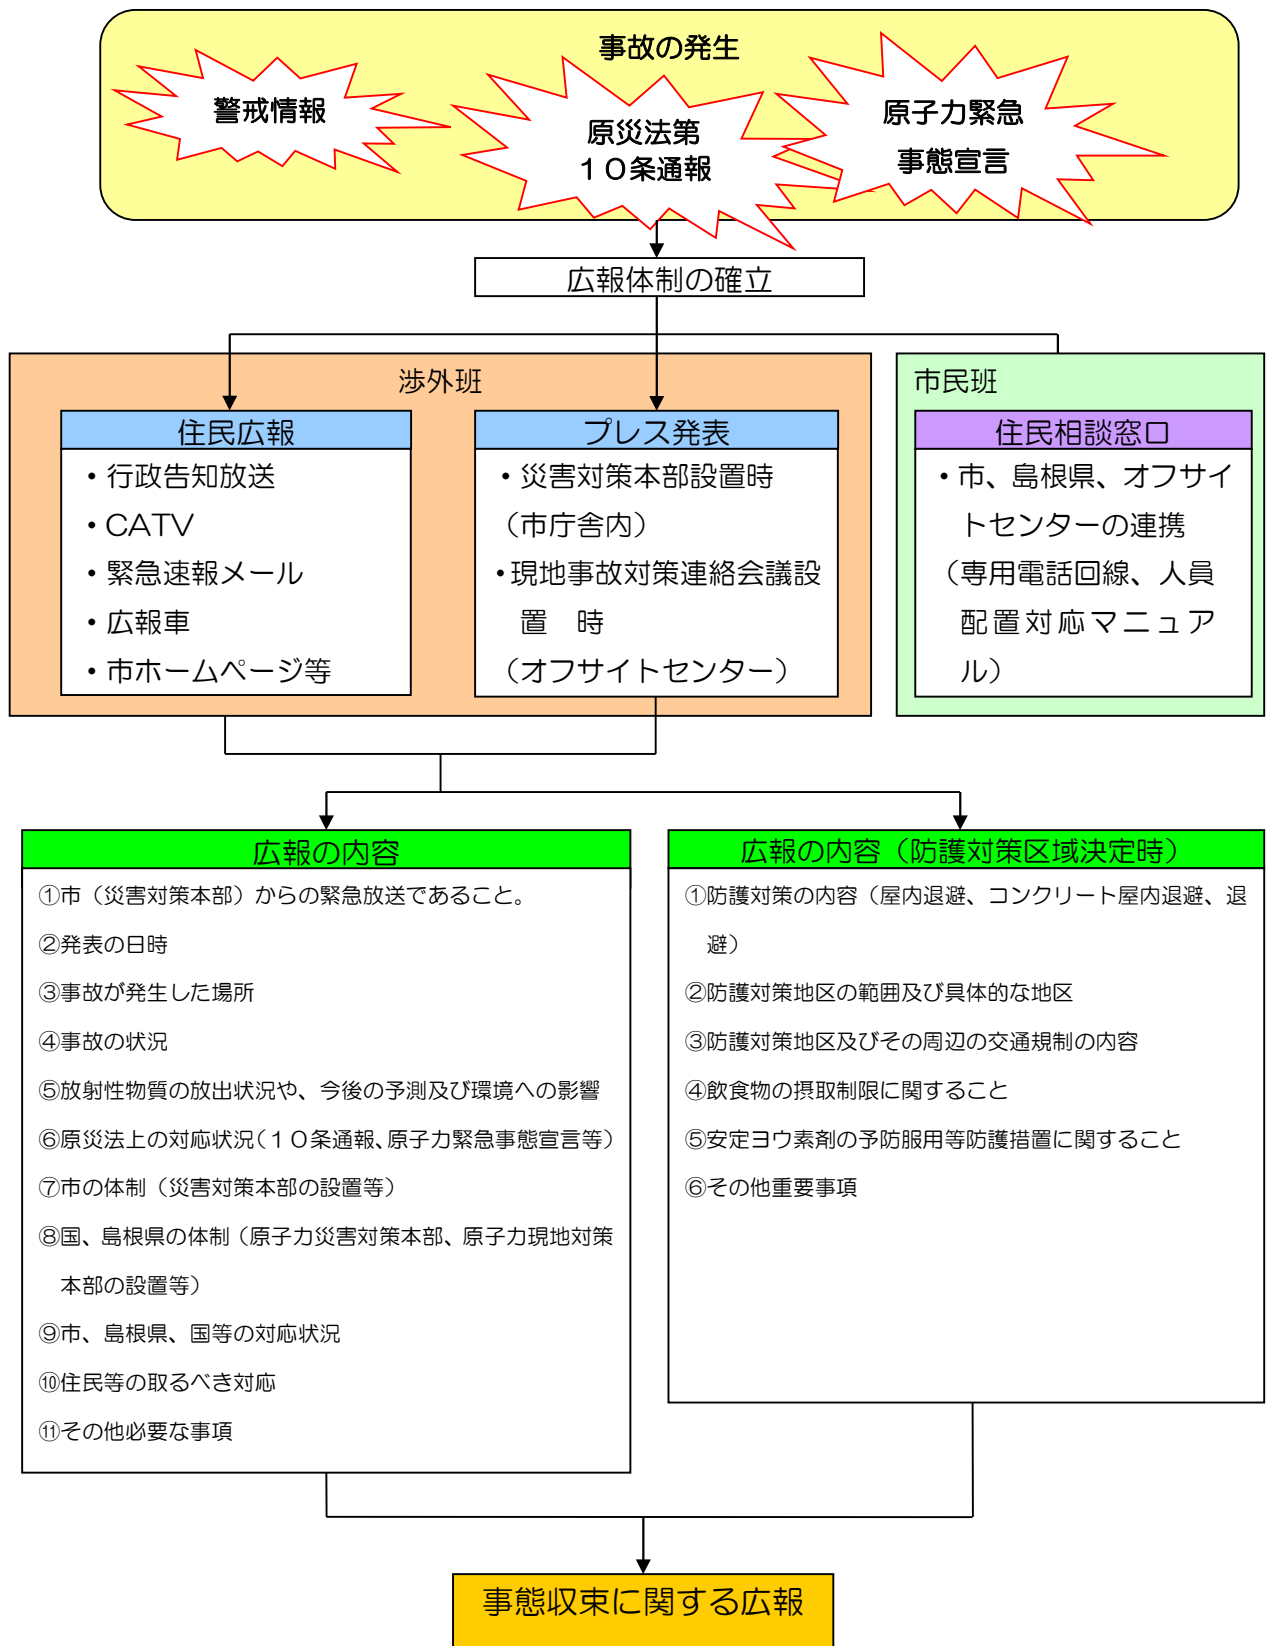 事故の発生
警戒情報
原災法第
１０条通報
原子力緊急
事態宣言
広報体制の確立
渉外班
住民広報
・行政告知放送
・CATV
・緊急速報メール
・広報車
・市ホームページ等
プレス発表
・災害対策本部設置時
（市庁舎内）
・現地事故対策連絡会議設
置　時
（オフサイトセンター）
市民班
住民相談窓口
・市、島根県、オフサイ
トセンターの連携
（専用電話回線、人員
配置対応マニュア
ル）
広報の内容
①市（災害対策本部）からの緊急放送であること。
②発表の日時
③事故が発生した場所
④事故の状況
⑤放射性物質の放出状況や、今後の予測及び環境への影響
⑥原災法上の対応状況（１０条通報、原子力緊急事態宣言等）
⑦市の体制（災害対策本部の設置等）
⑧国、島根県の体制（原子力災害対策本部、原子力現地対策
本部の設置等）
⑨市、島根県、国等の対応状況
⑩住民等の取るべき対応
⑪その他必要な事項
広報の内容（防護対策区域決定時）
①防護対策の内容（屋内退避、コンクリート屋内退避、退
避）
②防護対策地区の範囲及び具体的な地区
③防護対策地区及びその周辺の交通規制の内容
④飲食物の摂取制限に関すること
⑤安定ヨウ素剤の予防服用等防護措置に関すること
⑥その他重要事項
事態収束に関する広報